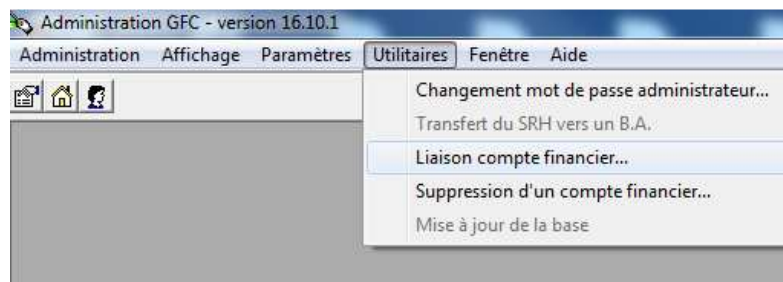 Administration GFC - version 16.10.1
Administration Affichage Paramètres Utilitaires Fenêtre Aide
Changement mot de passe administrateur...
Transfert du SRH vers un B.A.
Liaison compte financier...
Suppression d'un compte financier...
Mise à jour de la base